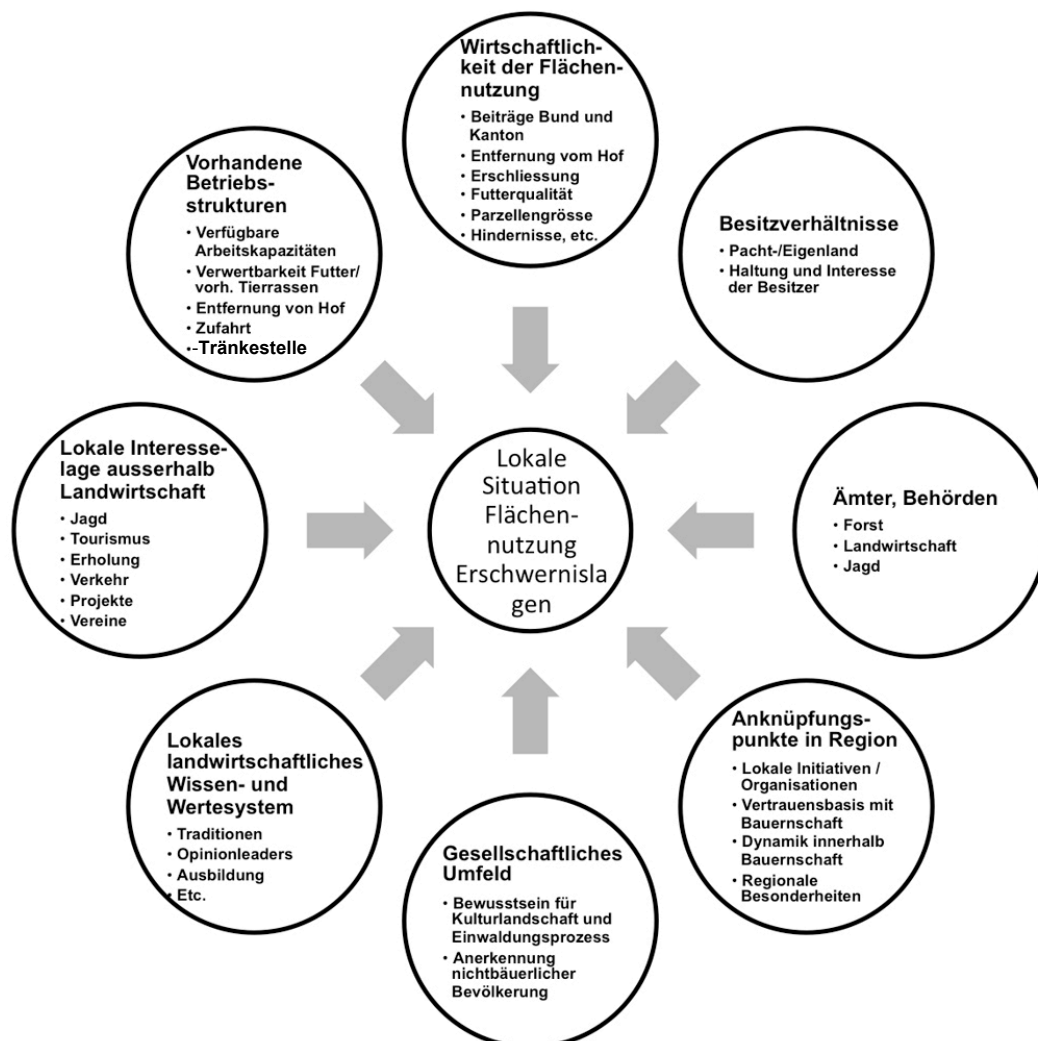 Wirtschaftlich-
keit der Flächen-
nutzung
• Beiträge Bund und
Kanton
• Entfernung vom Hof
• Erschliessung
• Futterqualität
• Parzellengrösse
• Hindernisse, etc.
Vorhandene
Betriebs-
strukturen
• Verfügbare
Arbeitskapazitäten
• Verwertbarkeit Futter/
vorh. Tierrassen
• Entfernung von Hof
• Zufahrt
•-Tränkestelle
Besitzverhältnisse
• Pacht-/Eigenland
• Haltung und Interesse
der Besitzer
Lokale Interesse-
lage ausserhalb
Landwirtschaft
• Jagd
• Tourismus
• Erholung
• Verkehr
• Projekte
• Vereine
Lokale
Situation
Flächen-
nutzung
Erschwernisla
gen
Ämter, Behörden
• Forst
• Landwirtschaft
• Jagd
Lokales
landwirtschaftliches
Wissen- und
Wertesystem
• Traditionen
• Opinionleaders
• Ausbildung
• Etc.
Gesellschaftliches
Umfeld
• Bewusstsein für
Kulturlandschaft und
Einwaldungsprozess
• Anerkennung
nichtbäuerlicher
Bevölkerung
Anknüpfungs-
punkte in Region
• Lokale Initiativen /
Organisationen
• Vertrauensbasis mit
Bauernschaft
• Dynamik innerhalb
Bauernschaft
• Regionale
Besonderheiten